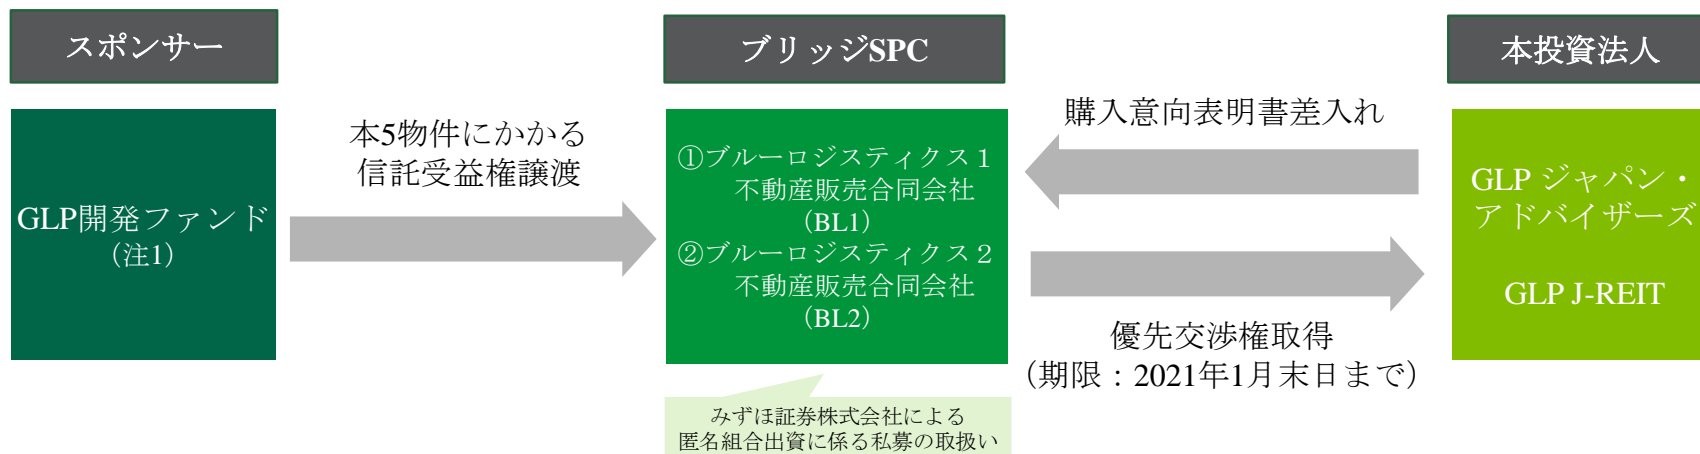 スポンサー
ブリッジSPC
本投資法人
GLP開発ファンド
（注1）
本5物件にかかる
信託受益権譲渡
①ブルーロジスティクス１
不動産販売合同会社
（BL1）
②ブルーロジスティクス２
不動産販売合同会社
（BL2）
購入意向表明書差入れ
優先交渉権取得
（期限：2021年1月末日まで）
GLP ジャパン・
アドバイザーズ
GLP J-REIT
みずほ証券株式会社による
匿名組合出資に係る私募の取扱い